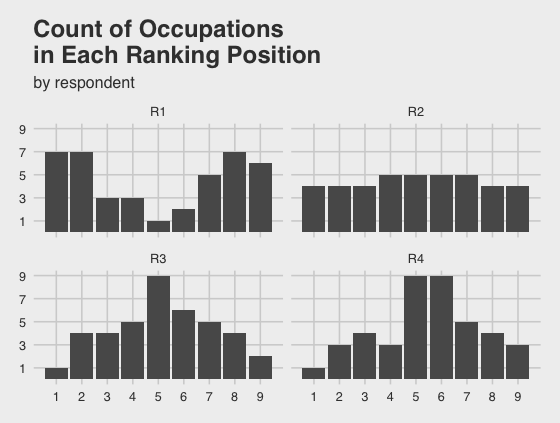 Count of Occupations
in Each Ranking Position
by respondent
R1
R2
9
7
5
3
1
R3
R4
9
7
5
3
1
1 2 3 4 5 6 7 8 9
1 2 3 4 5 6 7 8 9